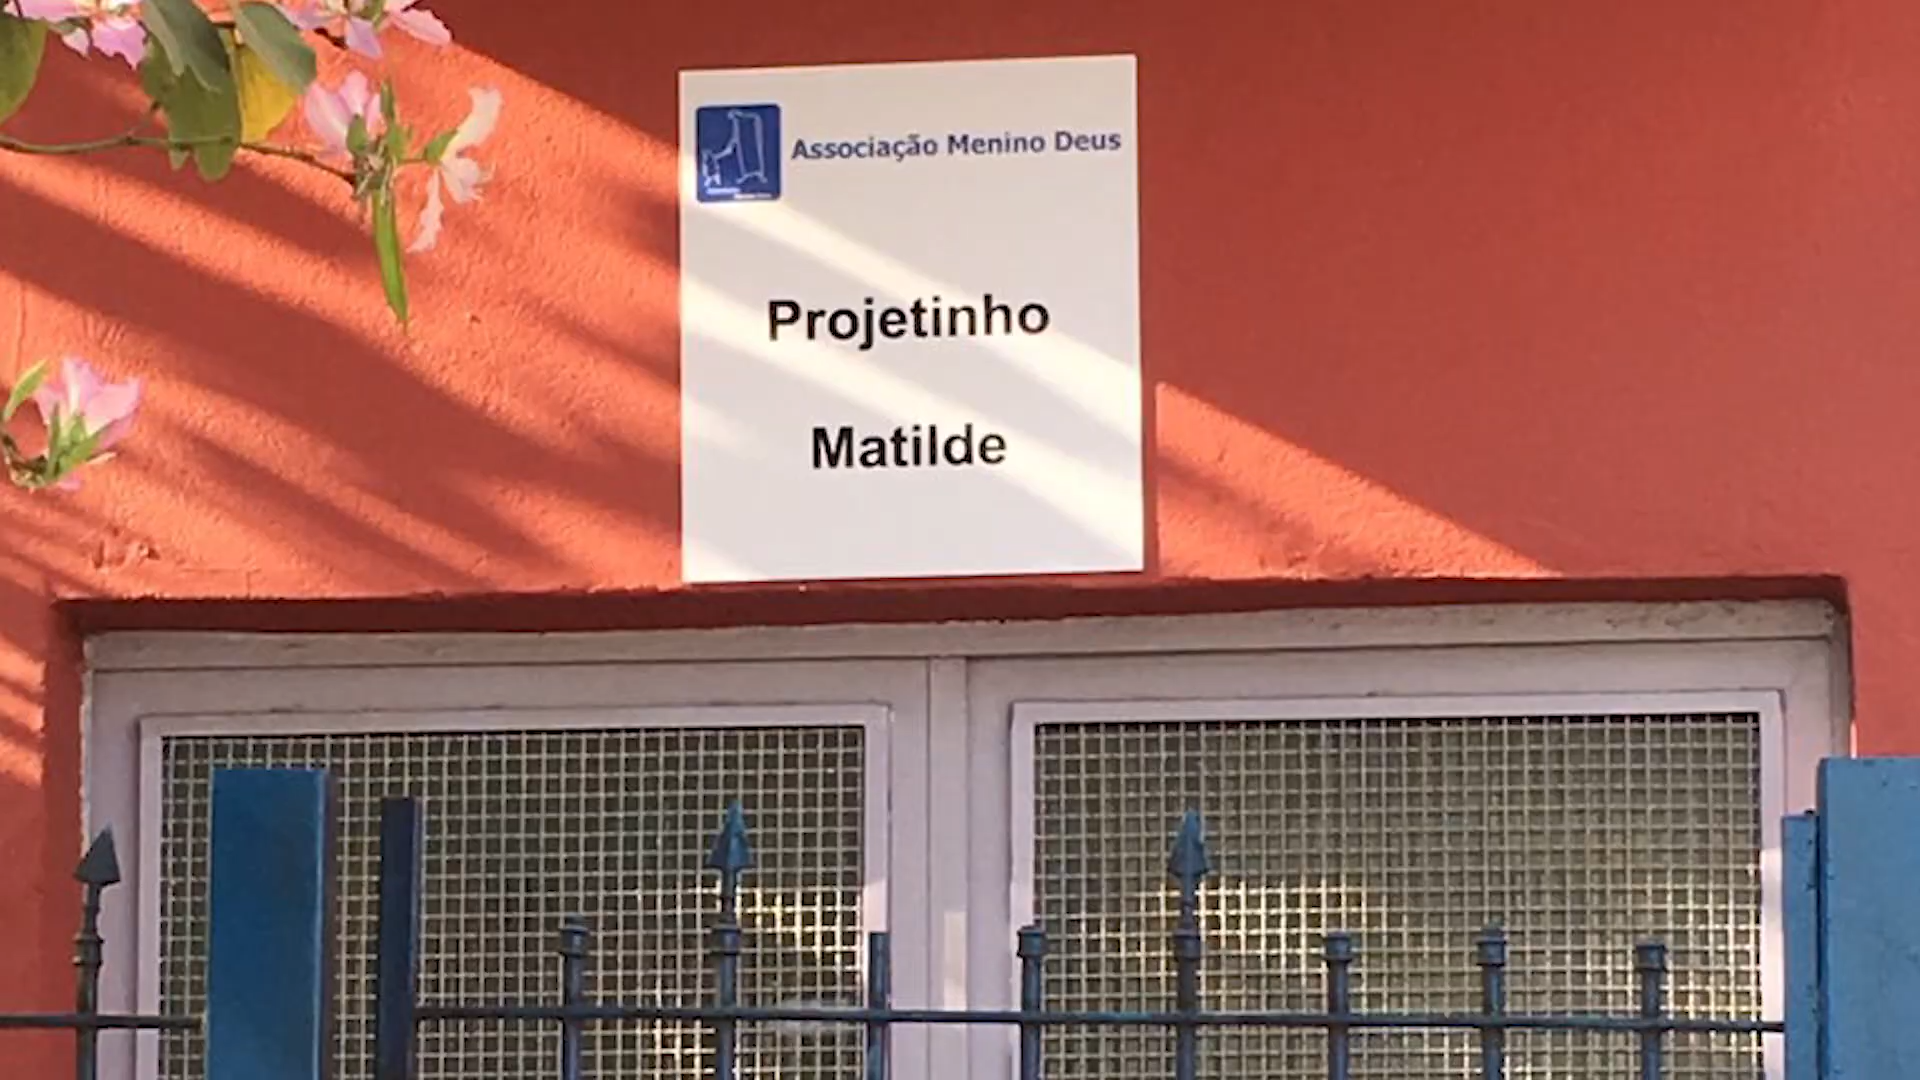 Associação Menino Deus
Projetinho
Matilde